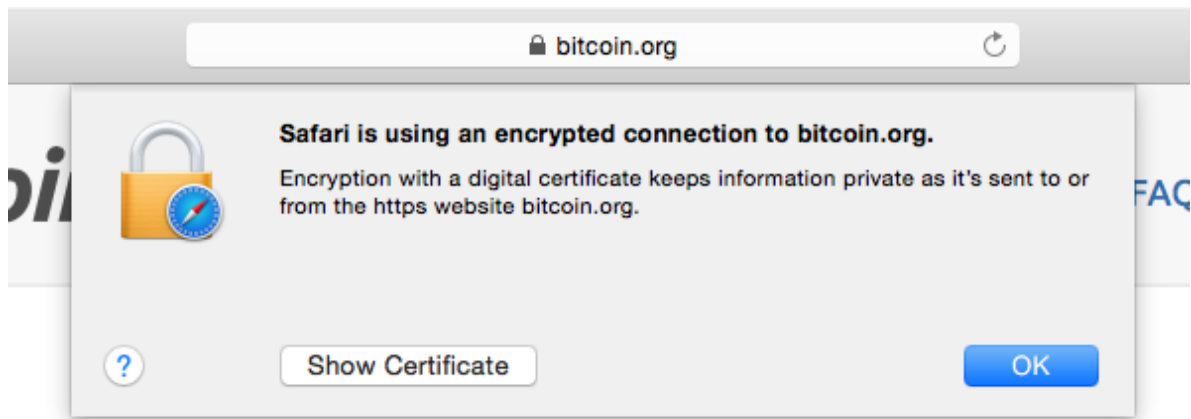 bitcoin.org
Safari is using an encrypted connection to bitcoin.org.
Encryption with a digital certificate keeps information private as it's sent to or
from the https website bitcoin.org.
FAQ
?
Show Certificate
OK